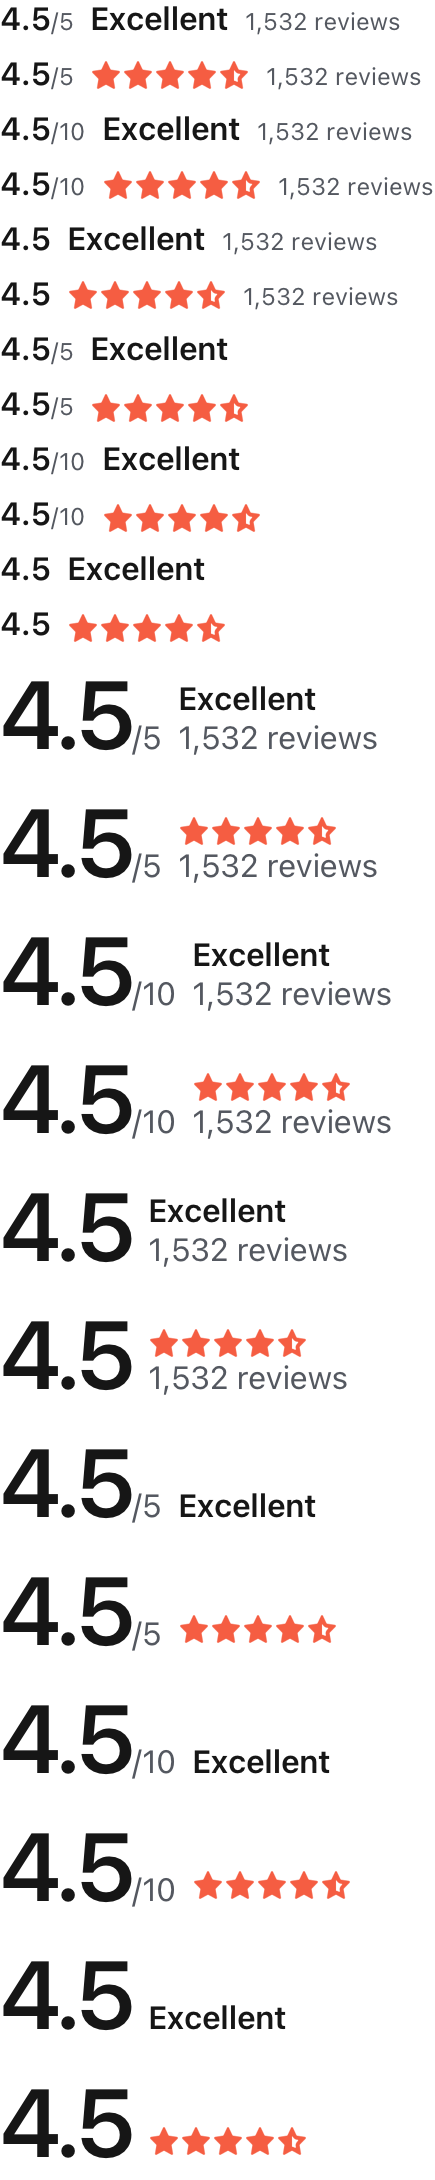 4.5/5 Excellent 1,532 reviews
4.5/5 1,532 reviews
4.5/10 Excellent 1,532 reviews
4.5/10 1,532 reviews
4.5 Excellent 1,532 reviews
4.5 1,532 reviews
4.5/5 Excellent
4.5/5
4.5/10 Excellent
4.5/10
4.5 Excellent
4.5
4.5/5 Excellent
1,532 reviews
4.5/5
1,532 reviews
4.5/10 Excellent
1,532 reviews
4.5/10
1,532 reviews
4.5 Excellent
1,532 reviews
4.5
1,532 reviews
4.5/5 Excellent
4.5/5
4.5/10 Excellent
4.5/10
4.5 Excellent
4.5